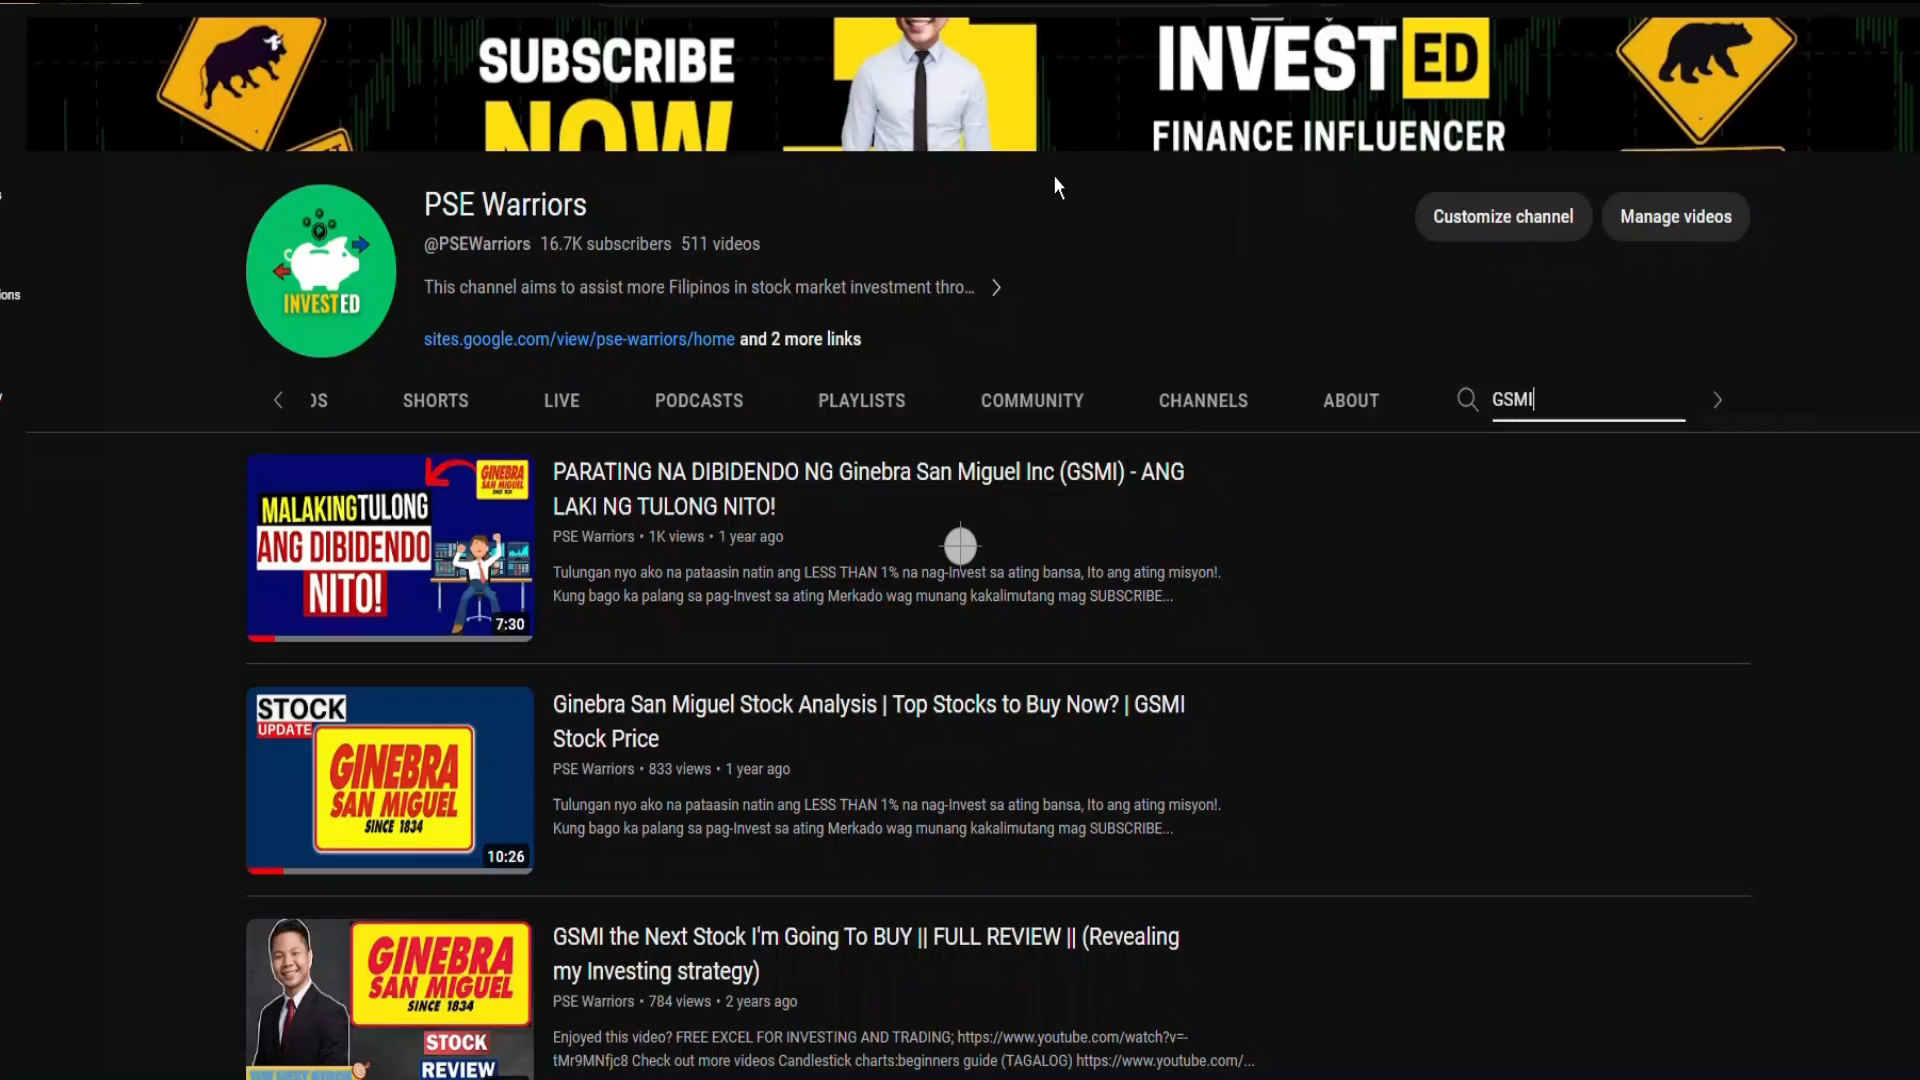 SUBSCRIBE
NOW
INVESTED
FINANCE INFLUENCER
PSE Warriors
@PSEWarriors 16.7K subscribers 511 videos
This channel aims to assist more Filipinos in stock market investment thro...
sites.google.com/view/pse-warriors/home and 2 more links
INVESTED
Customize channel
Manage videos
ions
OS SHORTS LIVE PODCASTS PLAYLISTS COMMUNITY CHANNELS ABOUT GSMI
MALAKING TULONG
ANG DIBIDENDO
NITO!
GINEBRA
SAN MIGUEL
7:30
PARATING NA DIBIDENDO NG Ginebra San Miguel Inc (GSMI) - ANG
LAKI NG TULONG NITO!
PSE Warriors • 1K views • 1 year ago
Tulungan nyo ako na pataasin natin ang LESS THAN 1% na nag-Invest sa ating bansa, Ito ang ating misyon!.
Kung bago ka palang sa pag-Invest sa ating Merkado wag munang kakalimutang mag SUBSCRIBE...
STOCK
UPDATE
GINEBRA
SAN MIGUEL
SINCE 1834
10:26
Ginebra San Miguel Stock Analysis | Top Stocks to Buy Now? | GSMI
Stock Price
PSE Warriors • 833 views • 1 year ago
Tulungan nyo ako na pataasin natin ang LESS THAN 1% na nag-Invest sa ating bansa, Ito ang ating misyon!.
Kung bago ka palang sa pag-Invest sa ating Merkado wag munang kakalimutang mag SUBSCRIBE...
GINEBRA
SAN MIGUEL
SINCE 1834
STOCK
REVIEW
GSMI the Next Stock I'm Going To BUY || FULL REVIEW || (Revealing
my Investing strategy)
PSE Warriors • 784 views • 2 years ago
Enjoyed this video? FREE EXCEL FOR INVESTING AND TRADING; https://www.youtube.com/watch?v=-
tMr9MNfjc8 Check out more videos Candlestick charts:beginners guide (TAGALOG) https://www.youtube.com/...